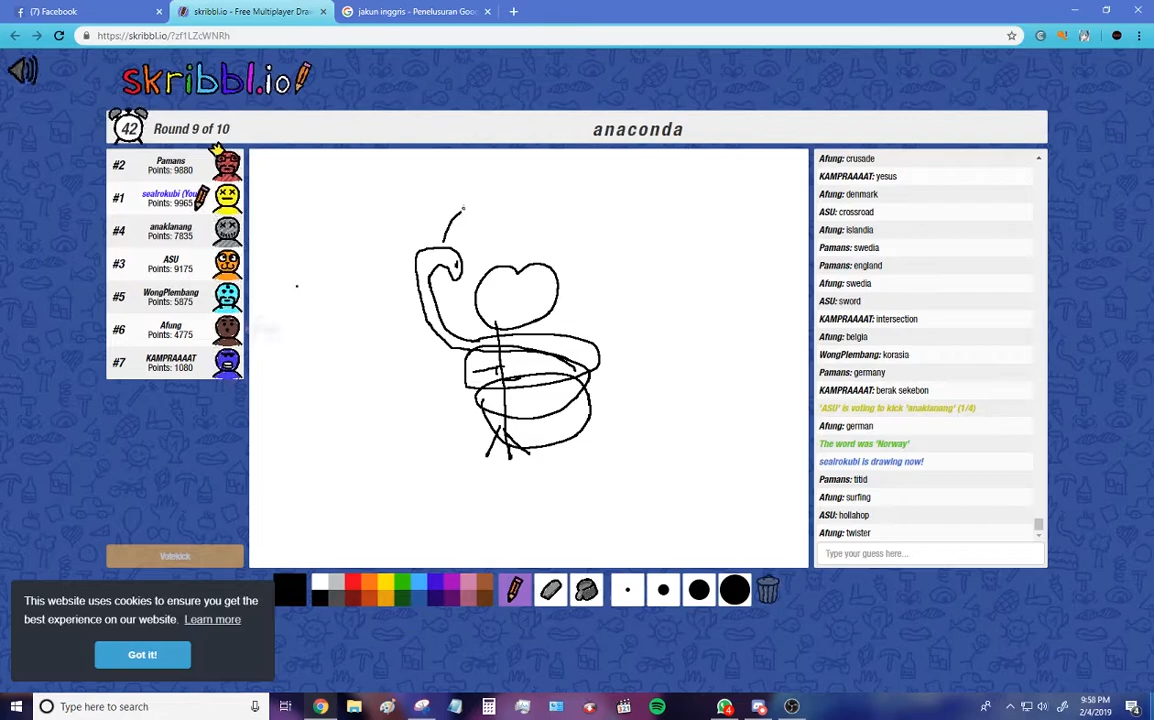 (7) Facebook
skribbl.io - Free Multiplayer Dra
jakun inggris - Penelusuran Goo
https://skribbl.io/?zf1LZcWNRh
skribbl.io
42
Round 9 of 10
anaconda
#2
Pamans
Points: 9880
#1
sealrokubi (You
Points: 9965
#4
anaklanang
Points: 7835
#3
ASU
Points: 9175
#5
WongPlembang
Points: 5875
#6
Afung
Points: 4775
#7
KAMPRAAAAT
Points: 1080
Votekick
Afung: crusade
KAMPRAAAAT: yesus
Afung: denmark
ASU: crossroad
Afung: islandia
Pamans: swedia
Pamans: england
Afung: swedia
ASU: sword
KAMPRAAAAT: intersection
Afung: belgia
WongPlembang: korasia
Pamans: germany
KAMPRAAAAT: berak sekebon
'ASU' is voting to kick 'anaklanang' (1/4)
Afung: german
The word was 'Norway'
sealrokubi is drawing now!
Pamans: titid
Afung: surfing
ASU: hollahop
Afung: twister
Type your guess here...
This website uses cookies to ensure you get the
best experience on our website. Learn more
Got it!
Type here to search
4
9:58 PM
2/4/2019
4